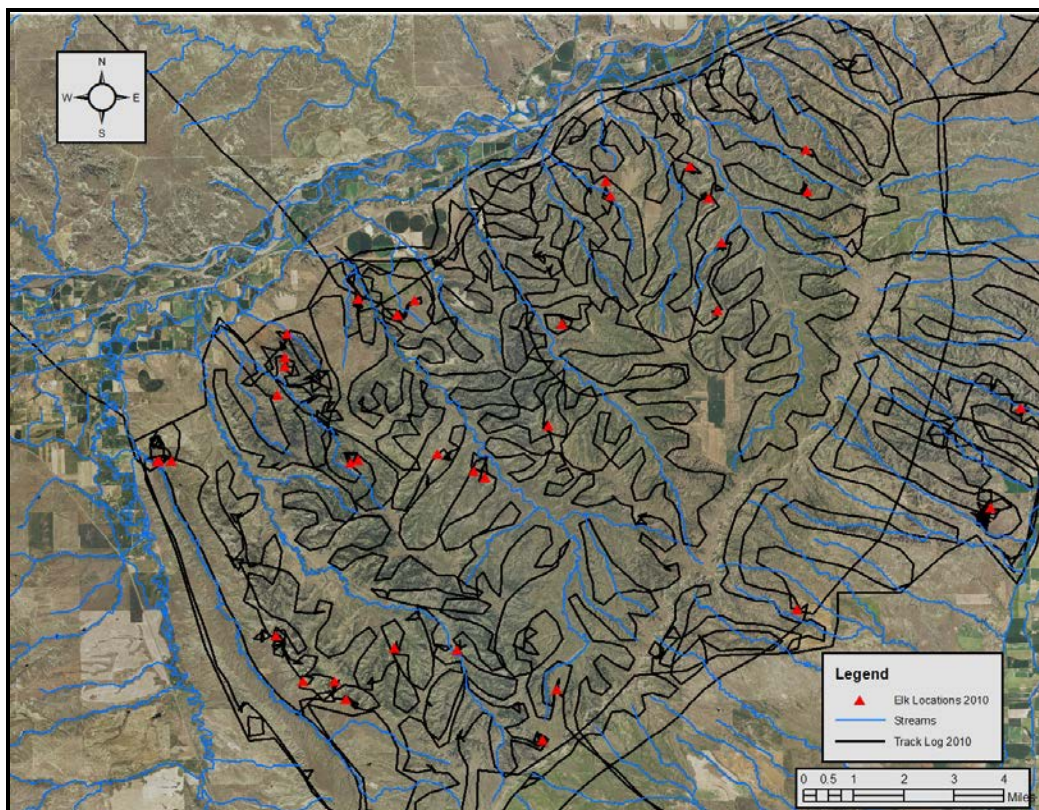 N
W E
S
Legend
Elk Locations 2010
Streams
Track Log 2010
0 0.5 1 2 3 4
Miles